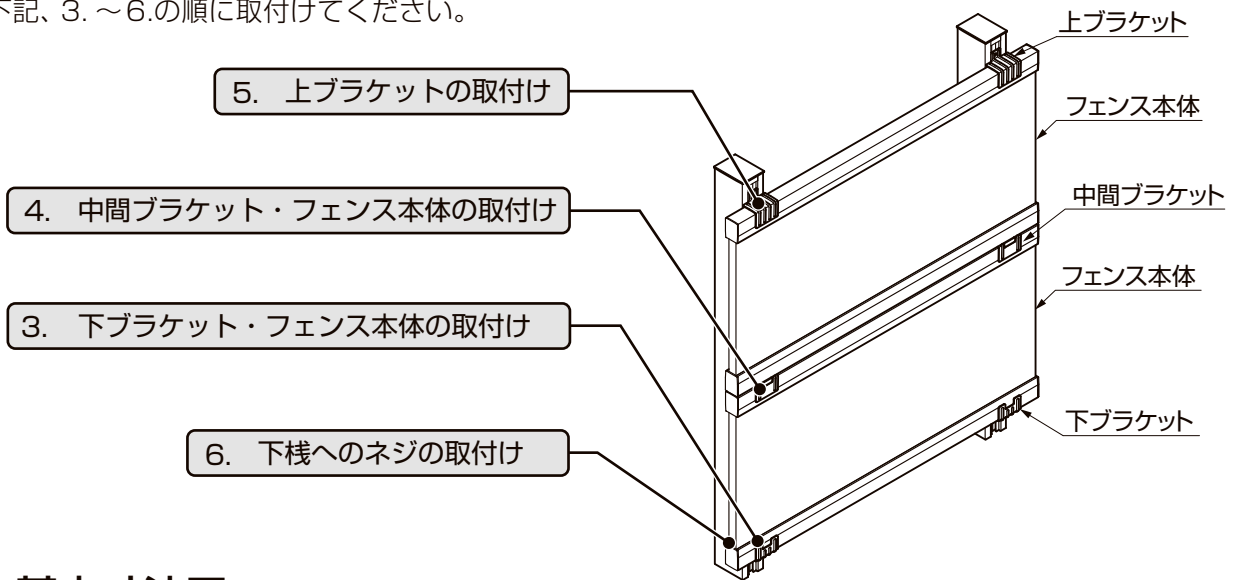 下記、3.～6.の順に取付けてください。
上ブラケット
5. 上ブラケットの取付け
フェンス本体
4. 中間ブラケット・フェンス本体の取付け
中間ブラケット
フェンス本体
3. 下ブラケット・フェンス本体の取付け
下ブラケット
6. 下桟へのネジの取付け